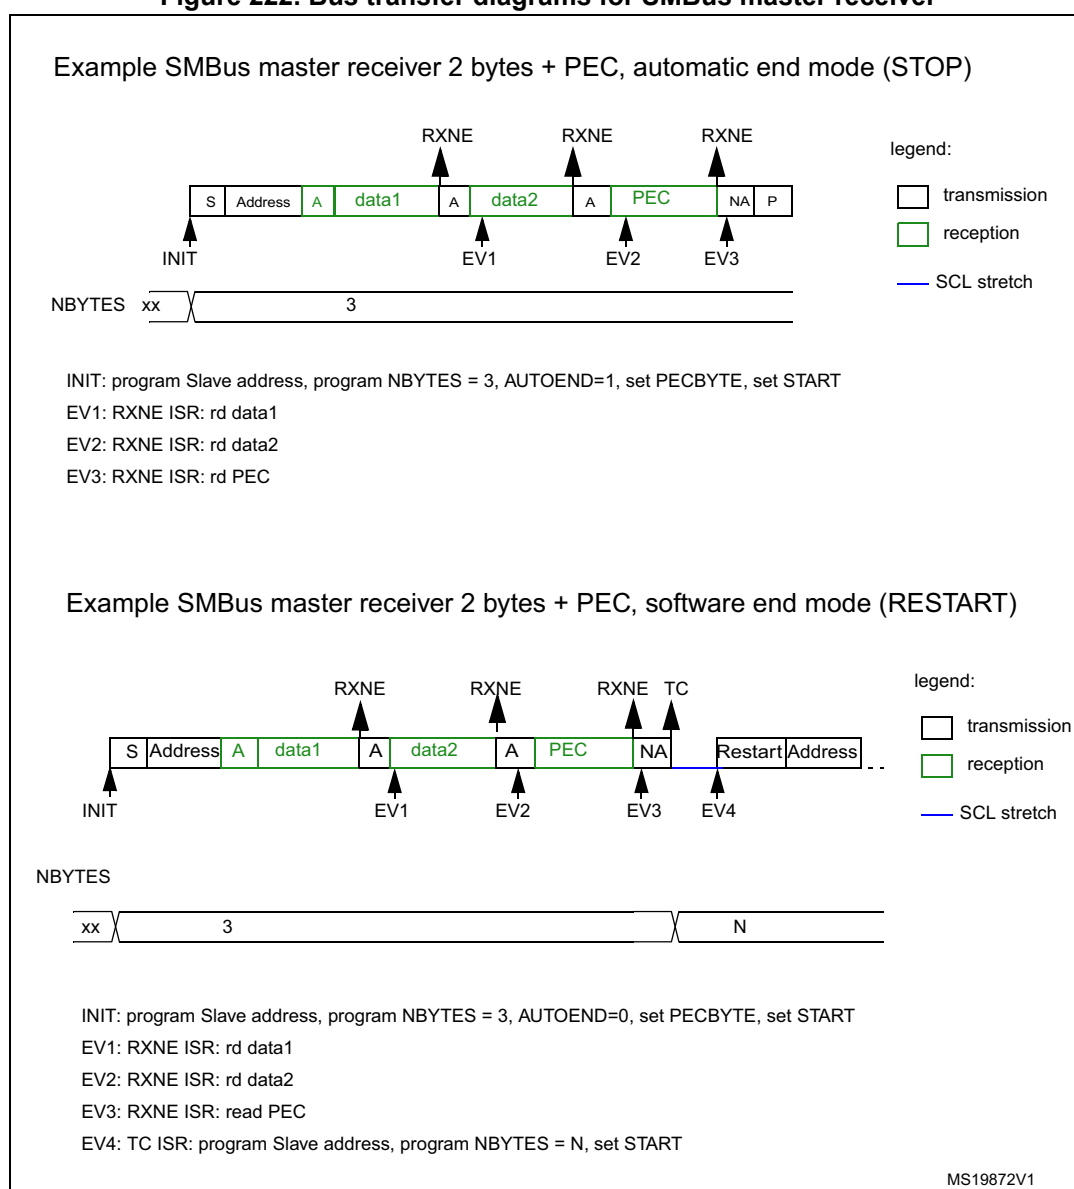 Figure 222. Bus transfer diagrams for SMBus master receiver
Example SMBus master receiver 2 bytes + PEC, automatic end mode (STOP)
RXNE RXNE RXNE
legend:
S Address A data1 A data2 A PEC NA P
transmission
reception
INIT EV1 EV2 EV3
SCL stretch
NBYTES xx 3
INIT: program Slave address, program NBYTES = 3, AUTOEND=1, set PECBYTE, set START
EV1: RXNE ISR: rd data1
EV2: RXNE ISR: rd data2
EV3: RXNE ISR: rd PEC
Example SMBus master receiver 2 bytes + PEC, software end mode (RESTART)
RXNE RXNE RXNE TC
legend:
S Address A data1 A data2 A PEC NA Restart Address
transmission
reception
INIT EV1 EV2 EV3 EV4
SCL stretch
NBYTES
xx 3 N
INIT: program Slave address, program NBYTES = 3, AUTOEND=0, set PECBYTE, set START
EV1: RXNE ISR: rd data1
EV2: RXNE ISR: rd data2
EV3: RXNE ISR: read PEC
EV4: TC ISR: program Slave address, program NBYTES = N, set START
MS19872V1